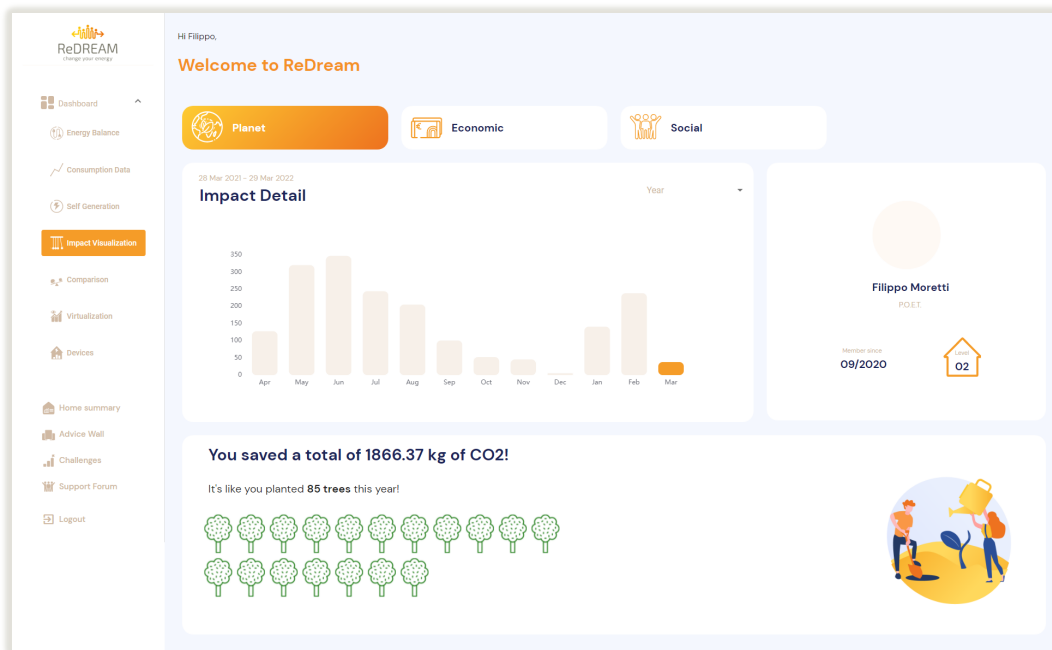 ReDREAM
change your energy
Dashboard
Energy Balance
Consumption Data
Self Generation
Impact Visualization
Comparison
Virtualization
Devices
Home summary
Advice Wall
Challenges
Support Forum
Logout
Hi Filippo,
Welcome to ReDream
Planet
Economic
Social
28 Mar 2021 - 29 Mar 2022
Impact Detail
Year
350
300
250
200
150
100
50
0
Apr May Jun Jul Aug Sep Oct Nov Dec Jan Feb Mar
Filippo Moretti
P.O.E.T.
Member since
09/2020
Level
02
You saved a total of 1866.37 kg of CO2!
It's like you planted 85 trees this year!